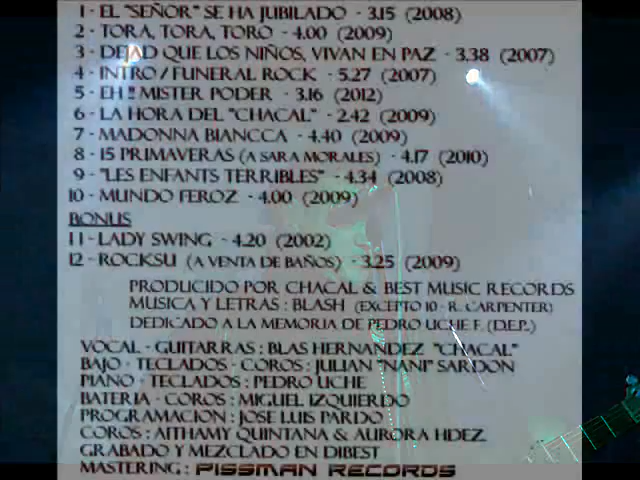 1 - EL "SEÑOR" SE HA JUBILADO - 3.15 (2008)
2 - TORA, TORA, TORO - 4.00 (2009)
3 - DEJAD QUE LOS NIÑOS, VIVAN EN PAZ - 3.38 (2007)
4 - INTRO / FUNERAL ROCK - 5.27 (2007)
5 - EH !! MISTER PODER - 3.16 (2012)
6 - LA HORA DEL "CHACAL" - 2.42 (2009)
7 - MADONNA BIANCCA - 4.40 (2009)
8 - 15 PRIMAVERAS (A SARA MORALES) - 4.17 (2010)
9 - "LES ENFANTS TERRIBLES" - 4.34 (2008)
10 - MUNDO FEROZ - 4.00 (2009)
BONUS
11 - LADY SWING - 4.20 (2002)
12 - ROCKSU (A VENTA DE BAÑOS) - 3.25 (2009)
PRODUCIDO POR CHACAL & BEST MUSIC RECORDS
MUSICA Y LETRAS : BLASH (EXCEPTO 10 - R. CARPENTER)
DEDICADO A LA MEMORIA DE PEDRO UCHE F. (D.E.P.)
VOCAL - GUITARRAS : BLAS HERNANDEZ "CHACAL"
BAJO - TECLADOS - COROS : JULIAN "NANI" SARDON
PIANO - TECLADOS : PEDRO UCHE
BATERIA - COROS : MIGUEL IZQUIERDO
PROGRAMACION : JOSE LUIS PARDO
COROS : AITHAMY QUINTANA & AURORA HDEZ.
GRABADO Y MEZCLADO EN DIBEST
MASTERING : PISSMAN RECORDS